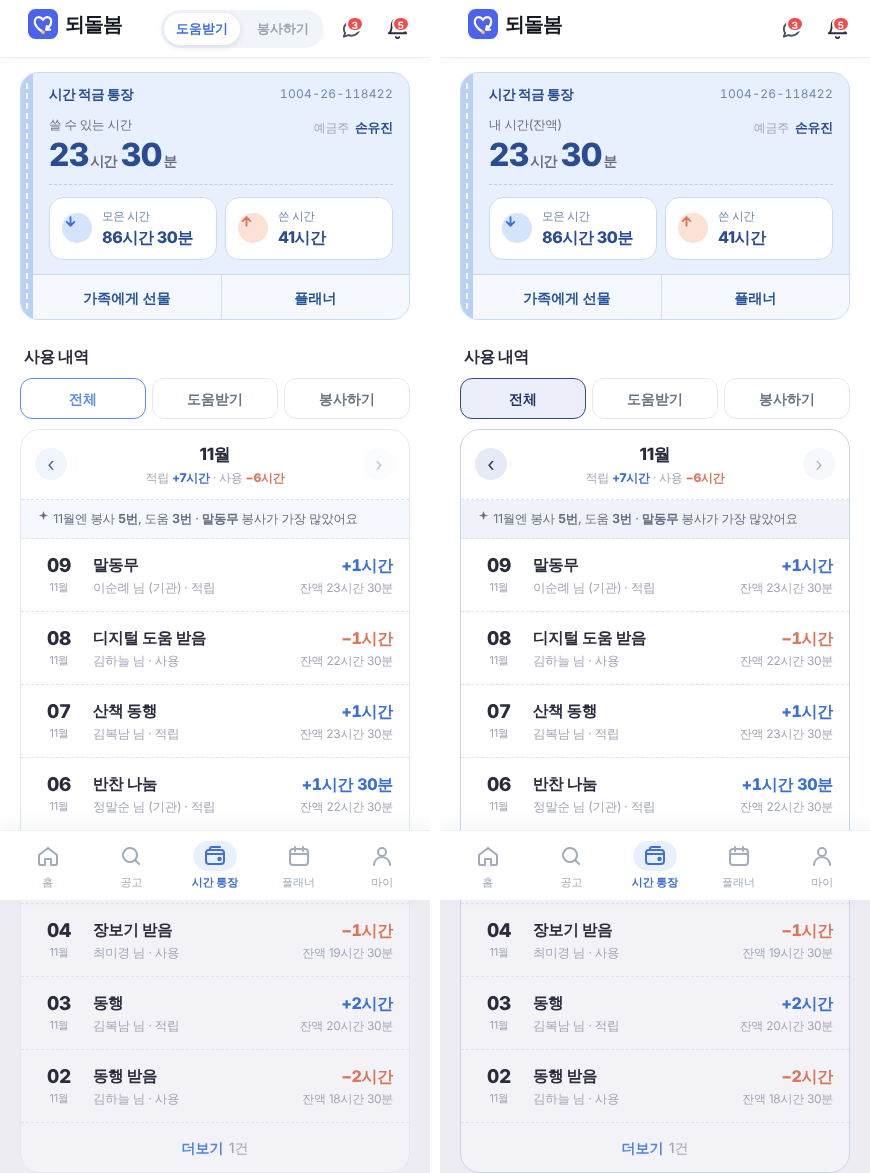 되돌봄 도움받기 봉사하기 3 5
시간 적금 통장 1004-26-118422
쓸 수 있는 시간 예금주 손유진
23시간 30분
모은 시간 쓴 시간
86시간 30분 41시간
가족에게 선물 플래너
사용 내역
전체 도움받기 봉사하기
11월
적립 +7시간 · 사용 −6시간
11월엔 봉사 5번, 도움 3번 · 말동무 봉사가 가장 많았어요
09 말동무 +1시간
11월 이순례 님 (기관) · 적립 잔액 23시간 30분
08 디지털 도움 받음 −1시간
11월 김하늘 님 · 사용 잔액 22시간 30분
07 산책 동행 +1시간
11월 김복남 님 · 적립 잔액 23시간 30분
06 반찬 나눔 +1시간 30분
11월 정말순 님 (기관) · 적립 잔액 22시간 30분
홈 공고 시간 통장 플래너 마이
04 장보기 받음 −1시간
11월 최미경 님 · 사용 잔액 19시간 30분
03 동행 +2시간
11월 김복남 님 · 적립 잔액 20시간 30분
02 동행 받음 −2시간
11월 김하늘 님 · 사용 잔액 18시간 30분
더보기 1건
되돌봄 3 5
시간 적금 통장 1004-26-118422
내 시간(잔액) 예금주 손유진
23시간 30분
모은 시간 쓴 시간
86시간 30분 41시간
가족에게 선물 플래너
사용 내역
전체 도움받기 봉사하기
11월
적립 +7시간 · 사용 −6시간
11월엔 봉사 5번, 도움 3번 · 말동무 봉사가 가장 많았어요
09 말동무 +1시간
11월 이순례 님 (기관) · 적립 잔액 23시간 30분
08 디지털 도움 받음 −1시간
11월 김하늘 님 · 사용 잔액 22시간 30분
07 산책 동행 +1시간
11월 김복남 님 · 적립 잔액 23시간 30분
06 반찬 나눔 +1시간 30분
11월 정말순 님 (기관) · 적립 잔액 22시간 30분
홈 공고 시간 통장 플래너 마이
04 장보기 받음 −1시간
11월 최미경 님 · 사용 잔액 19시간 30분
03 동행 +2시간
11월 김복남 님 · 적립 잔액 20시간 30분
02 동행 받음 −2시간
11월 김하늘 님 · 사용 잔액 18시간 30분
더보기 1건